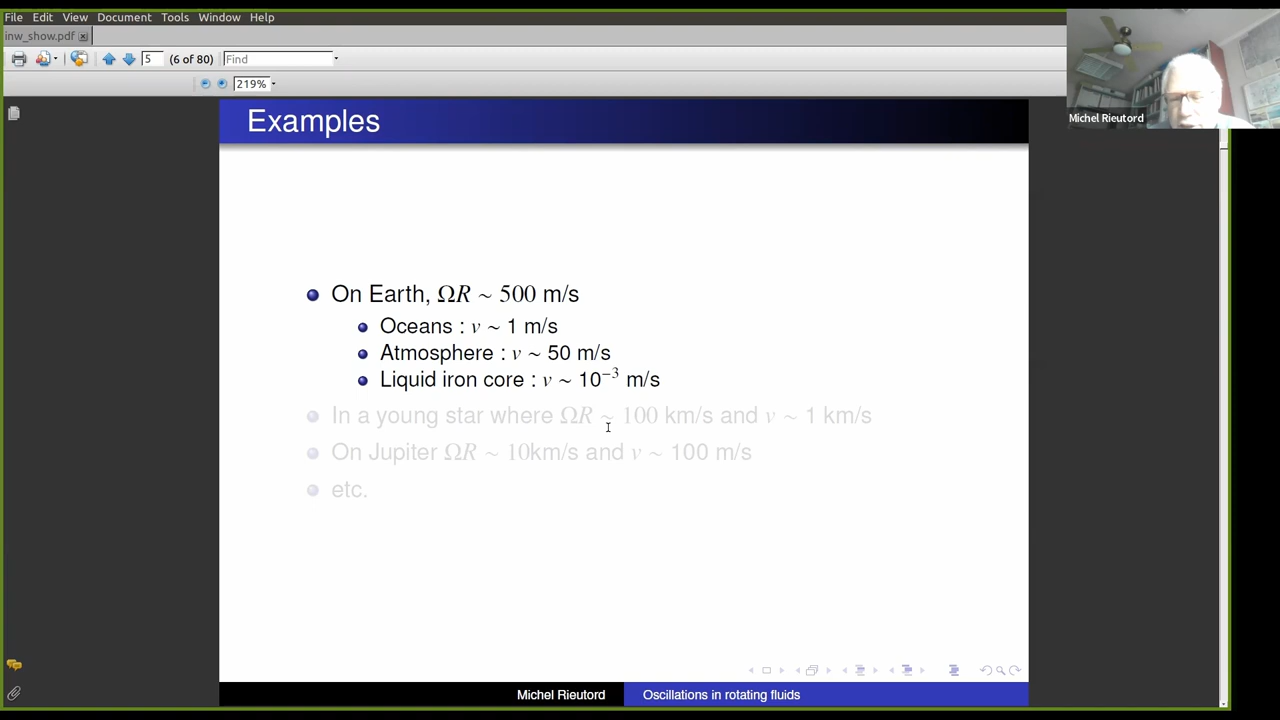 File Edit View Document Tools Window Help
inw_show.pdf
5 (6 of 80) Find
219%
Michel Rieutord
Examples
On Earth, ΩR ∼ 500 m/s
Oceans : v ∼ 1 m/s
Atmosphere : v ∼ 50 m/s
Liquid iron core : v ∼ 10⁻³ m/s
In a young star where ΩR ∼ 100 km/s and v ∼ 1 km/s
On Jupiter ΩR ∼ 10km/s and v ∼ 100 m/s
etc.
Michel Rieutord Oscillations in rotating fluids